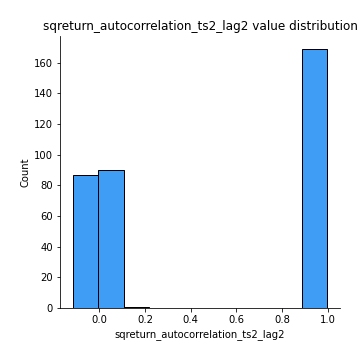 sqreturn_autocorrelation_ts2_lag2 value distribution
160
140
120
100
80
60
40
20
0
Count
0.0 0.2 0.4 0.6 0.8 1.0
sqreturn_autocorrelation_ts2_lag2